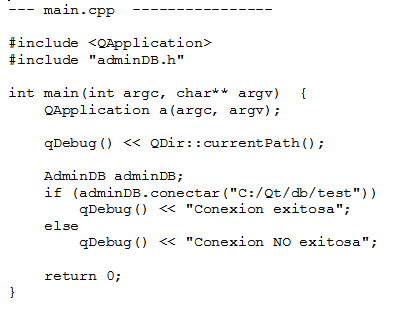 --- main.cpp  ----------------
#include <QApplication>
#include "adminDB.h"
int main(int argc, char** argv)  {
    QApplication a(argc, argv);
    qDebug() << QDir::currentPath();
    AdminDB adminDB;
    if (adminDB.conectar("C:/Qt/db/test"))
        qDebug() << "Conexion exitosa";
    else
        qDebug() << "Conexion NO exitosa";
    return 0;
}